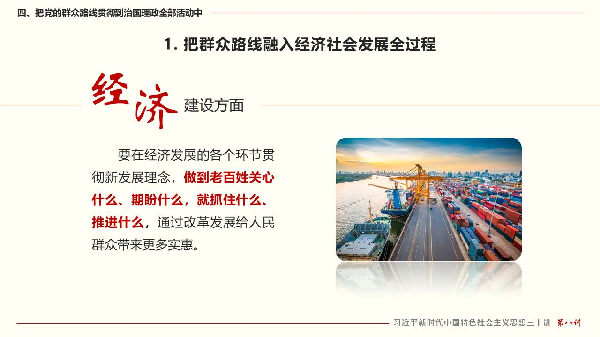 四、把党的群众路线贯彻到治国理政全部活动中
1. 把群众路线融入经济社会发展全过程
经济 建设方面
要在经济发展的各个环节贯
彻新发展理念，做到老百姓关心
什么、期盼什么，就抓住什么、
推进什么，通过改革发展给人民
群众带来更多实惠。
习近平新时代中国特色社会主义思想三十讲 第八讲